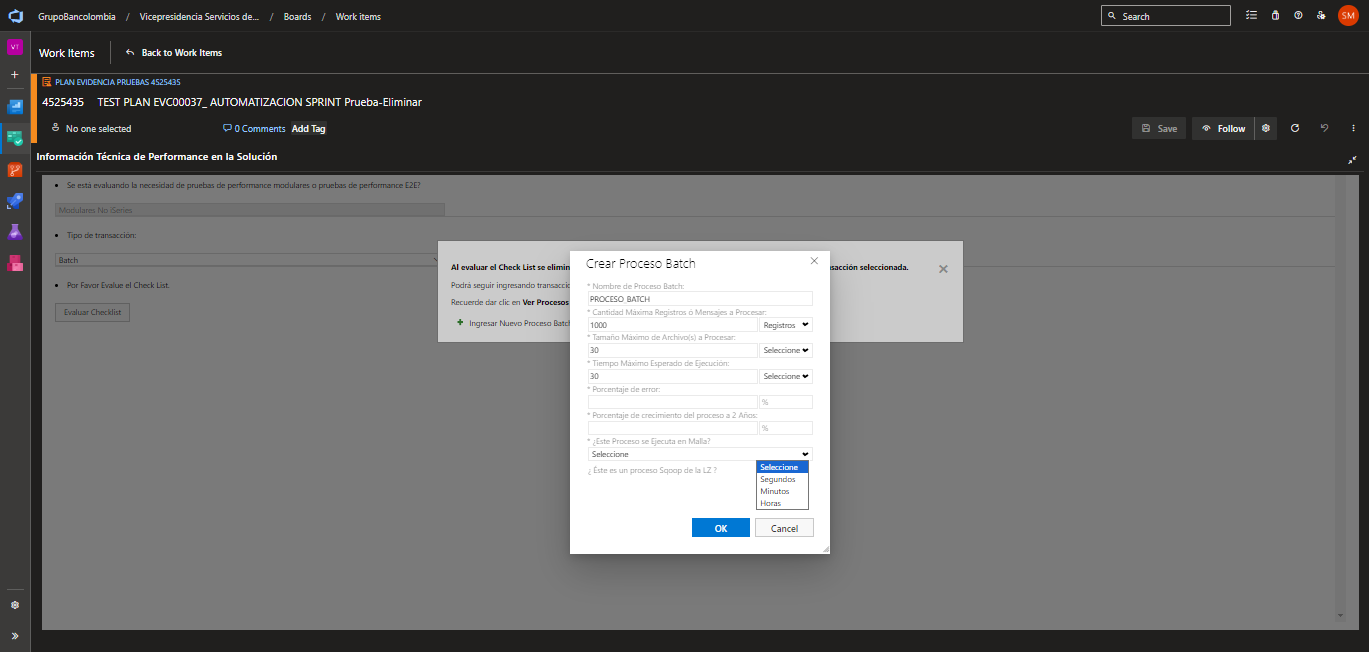 GrupoBancolombia / Vicepresidencia Servicios de... / Boards / Work items
Search
SM
VT
Work Items
Back to Work Items
PLAN EVIDENCIA PRUEBAS 4525435
4525435 TEST PLAN EVC00037_ AUTOMATIZACION SPRINT Prueba-Eliminar
No one selected
0 Comments
Add Tag
Save
Follow
Información Técnica de Performance en la Solución
Se está evaluando la necesidad de pruebas de performance modulares o pruebas de performance E2E?
Modulares No iSeries
Tipo de transacción:
Batch
Por Favor Evalue el Check List.
Evaluar Checklist
Al evaluar el Check List se elimin
sacción seleccionada.
Podrá seguir ingresando transaccio
Recuerde dar clic en Ver Procesos
Ingresar Nuevo Proceso Batch
Crear Proceso Batch
* Nombre de Proceso Batch:
PROCESO_BATCH
* Cantidad Máxima Registros o Mensajes a Procesar:
1000 Registros
* Tamaño Máximo de Archivo(s) a Procesar:
30 Seleccione
* Tiempo Máximo Esperado de Ejecución:
30 Seleccione
* Porcentaje de error:
%
* Porcentaje de crecimiento del proceso a 2 Años:
%
* ¿Este Proceso se Ejecuta en Malla?
Seleccione
¿ Éste es un proceso Sqoop de la LZ ?
Seleccione
Segundos
Minutos
Horas
OK
Cancel